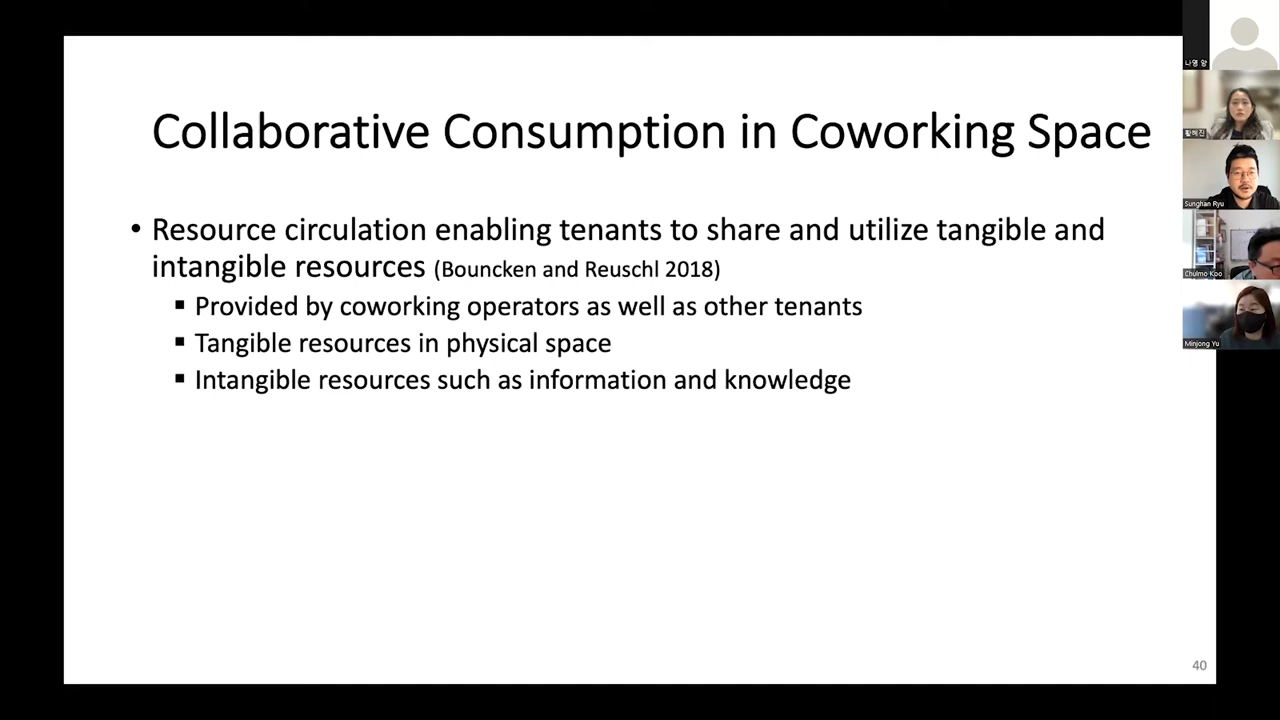 Collaborative Consumption in Coworking Space
• Resource circulation enabling tenants to share and utilize tangible and
intangible resources (Bouncken and Reuschl 2018)
▪ Provided by coworking operators as well as other tenants
▪ Tangible resources in physical space
▪ Intangible resources such as information and knowledge
40
나영 양
황혜진
Sunghan Ryu
Chulmo Koo
Minjong Yu